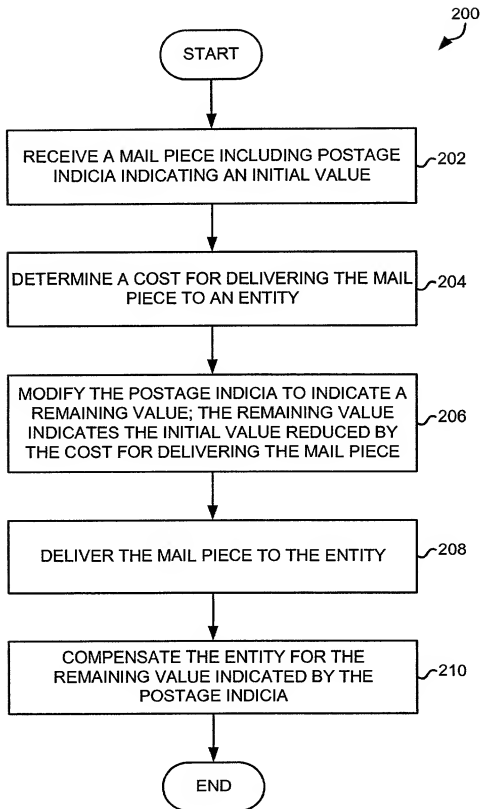 200
START
RECEIVE A MAIL PIECE INCLUDING POSTAGE
INDICIA INDICATING AN INITIAL VALUE
202
DETERMINE A COST FOR DELIVERING THE MAIL
PIECE TO AN ENTITY
204
MODIFY THE POSTAGE INDICIA TO INDICATE A
REMAINING VALUE; THE REMAINING VALUE
INDICATES THE INITIAL VALUE REDUCED BY
THE COST FOR DELIVERING THE MAIL PIECE
206
DELIVER THE MAIL PIECE TO THE ENTITY
208
COMPENSATE THE ENTITY FOR THE
REMAINING VALUE INDICATED BY THE
POSTAGE INDICIA
210
END